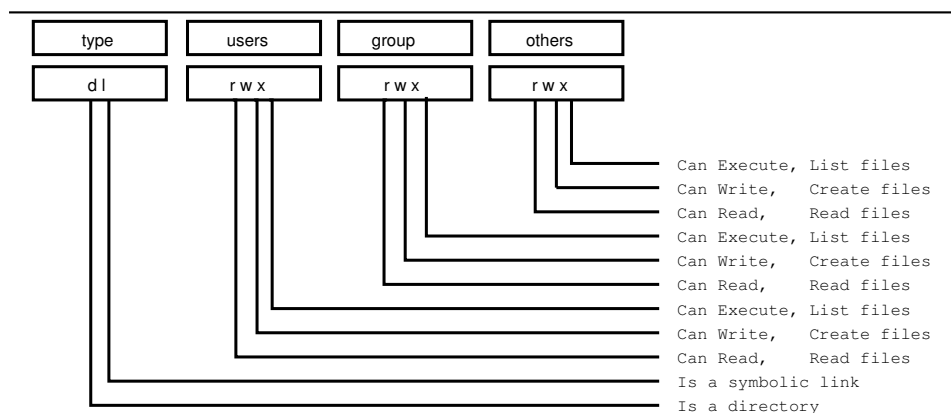 type users group others
d l r w x r w x r w x
Can Execute, List files
Can Write, Create files
Can Read, Read files
Can Execute, List files
Can Write, Create files
Can Read, Read files
Can Execute, List files
Can Write, Create files
Can Read, Read files
Is a symbolic link
Is a directory